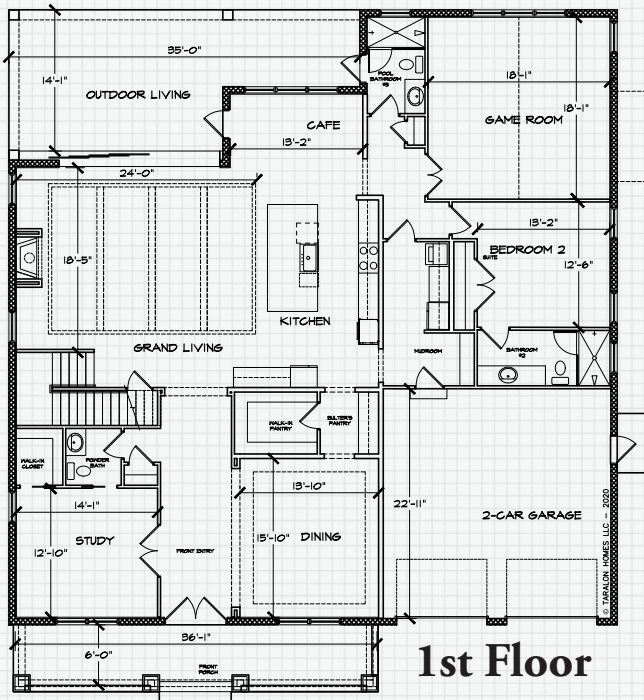 35'-0"
14'-1"
OUTDOOR LIVING
CAFE
13'-2"
POOL
BATHROOM
#3
18'-1"
18'-1"
GAME ROOM
24'-0"
18'-5"
GRAND LIVING
KITCHEN
13'-2"
BEDROOM 2
SUITE
12'-6"
MUDROOM
BATHROOM
#2
WALK-IN
PANTRY
BULTER'S
PANTRY
WALK-IN
CLOSET
POWDER
BATH
14'-1"
STUDY
12'-10"
FRONT ENTRY
13'-10"
15'-10"
DINING
22'-11"
2-CAR GARAGE
© TARALON HOMES LLC - 2020
36'-1"
6'-0"
FRONT
PORCH
1st Floor